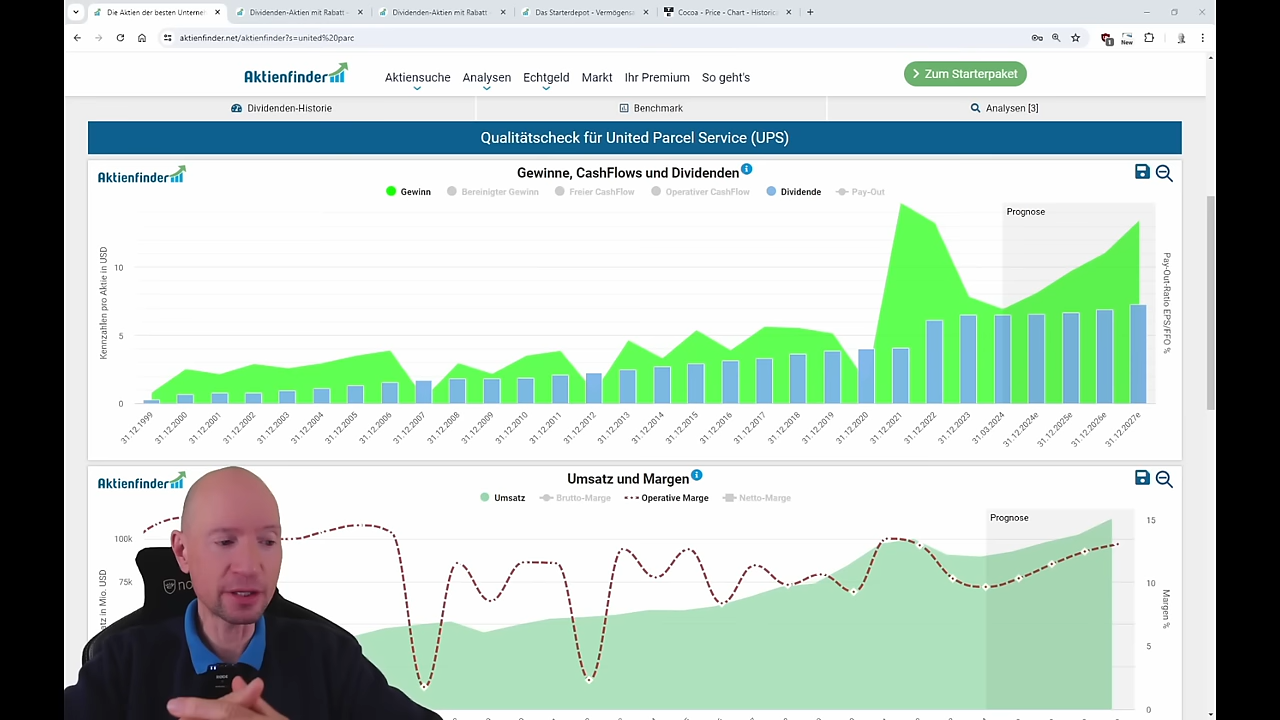 Die Aktien der besten Unterne
Dividenden-Aktien mit Rabatt -
Dividenden-Aktien mit Rabatt
Das Starterdepot - Vermögens
Cocoa - Price - Chart - Historica
aktienfinder.net/aktienfinder?s=united%20parc
New
Aktienfinder
Aktiensuche
Analysen
Echtgeld
Markt
Ihr Premium
So geht's
Zum Starterpaket
Dividenden-Historie
Benchmark
Analysen [3]
Qualitätscheck für United Parcel Service (UPS)
Aktienfinder
Gewinne, CashFlows und Dividenden
Gewinn
Bereinigter Gewinn
Freier CashFlow
Operativer CashFlow
Dividende
Pay-Out
Prognose
Kennzahlen pro Aktie in USD
10
5
0
Pay-Out-Ratio EPS/FFO %
31.12.1999
31.12.2000
31.12.2001
31.12.2002
31.12.2003
31.12.2004
31.12.2005
31.12.2006
31.12.2007
31.12.2008
31.12.2009
31.12.2010
31.12.2011
31.12.2012
31.12.2013
31.12.2014
31.12.2015
31.12.2016
31.12.2017
31.12.2018
31.12.2019
31.12.2020
31.12.2021
31.12.2022
31.12.2023
31.03.2024
31.12.2024e
31.12.2025e
31.12.2026e
31.12.2027e
Aktienfinder
Umsatz und Margen
Umsatz
Brutto-Marge
Operative Marge
Netto-Marge
Prognose
100k
75k
atz in Mio. USD
15
10
5
0
Margen %
no